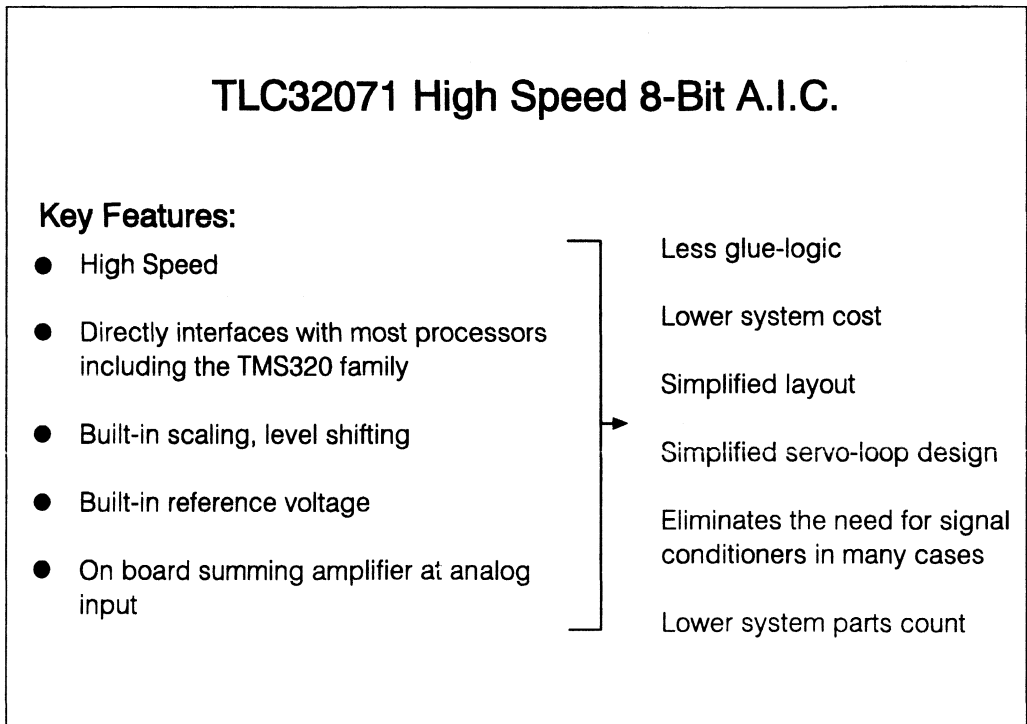 TLC32071 High Speed 8-Bit A.I.C.
Key Features:
● High Speed
● Directly interfaces with most processors
including the TMS320 family
● Built-in scaling, level shifting
● Built-in reference voltage
● On board summing amplifier at analog
input
Less glue-logic
Lower system cost
Simplified layout
Simplified servo-loop design
Eliminates the need for signal
conditioners in many cases
Lower system parts count